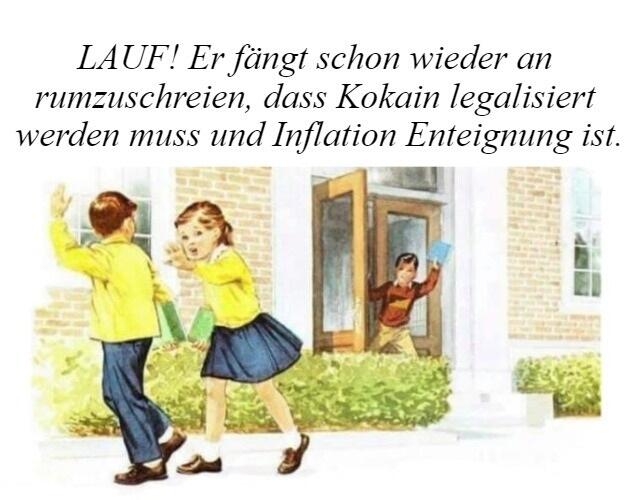 LAUF! Er fängt schon wieder an
rumzuschreien, dass Kokain legalisiert
werden muss und Inflation Enteignung ist.